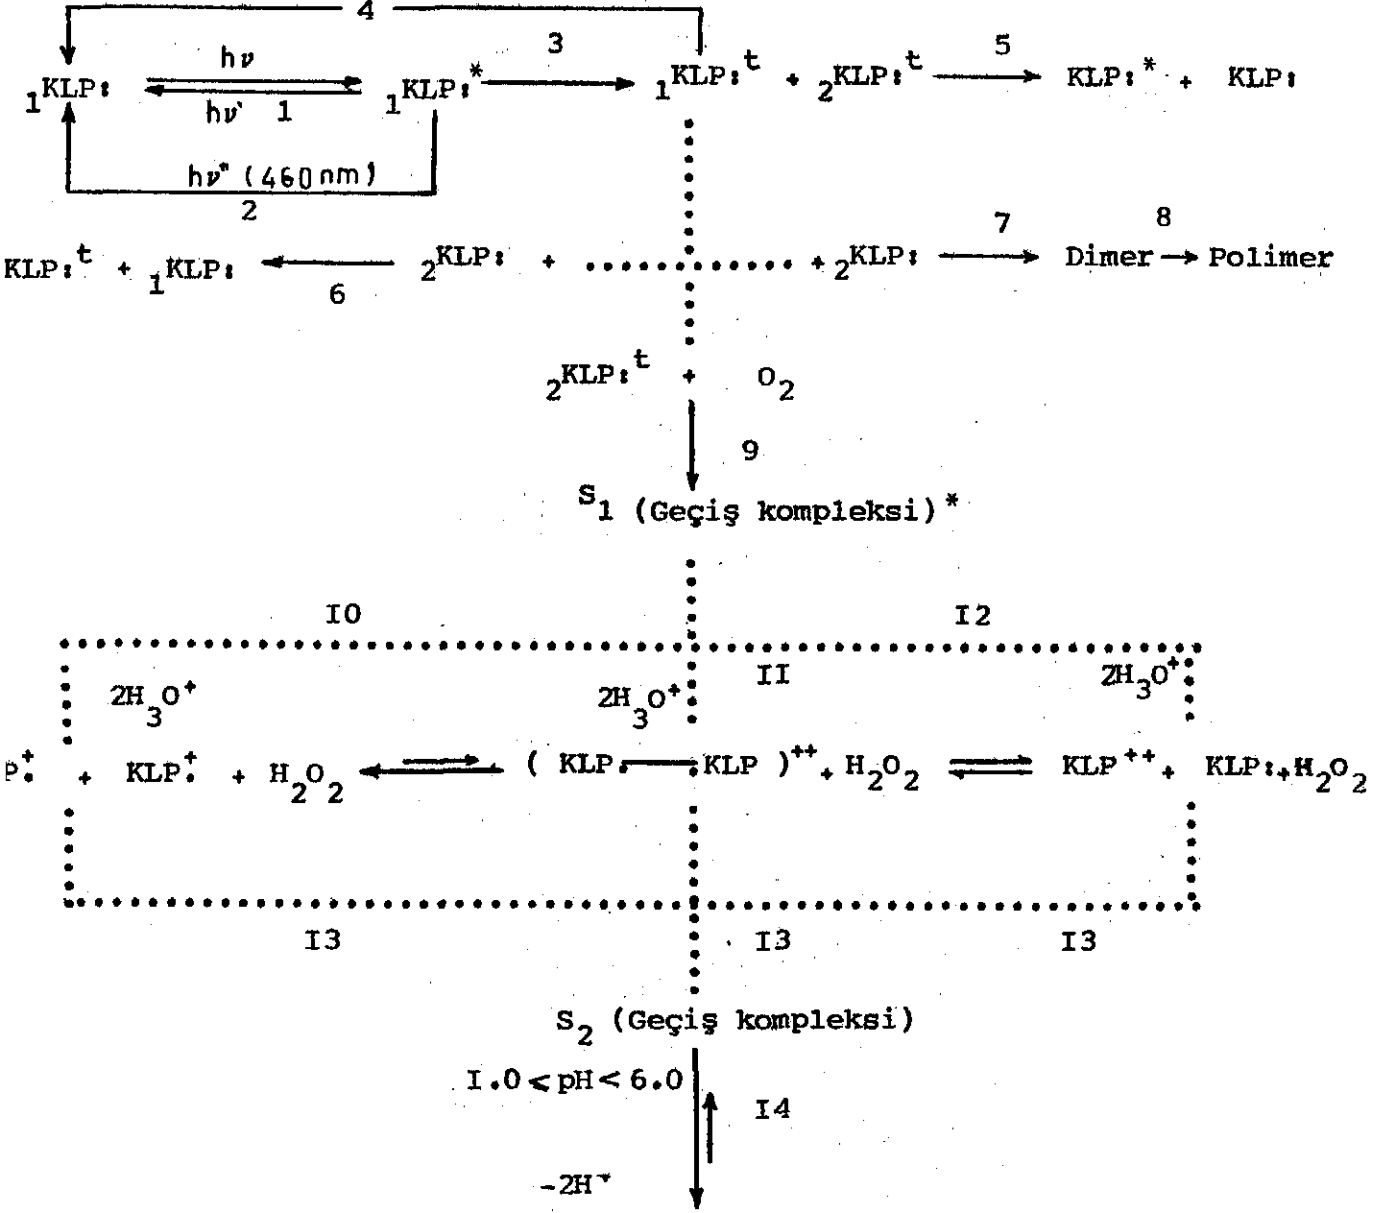 4
hν 3 5
₁KLP: ₁KLP:* ₁KLP:ᵗ + ₂KLP:ᵗ KLP:* + KLP:
hν' 1
hν" (460nm)
2
7 8
KLP:ᵗ + ₁KLP: ₂KLP: + + ₂KLP: Dimer Polimer
6
₂KLP:ᵗ + O₂
9
S₁ (Geçiş kompleksi)*
I0 I2
II
2H₃O⁺ 2H₃O⁺ 2H₃O⁺
P.⁺ + KLP.⁺ + H₂O₂ ( KLP. KLP )⁺⁺ + H₂O₂ KLP⁺⁺ + KLP: + H₂O₂
I3 I3 I3
S₂ (Geçiş kompleksi)
I.0 < pH < 6.0
I4
-2H⁺